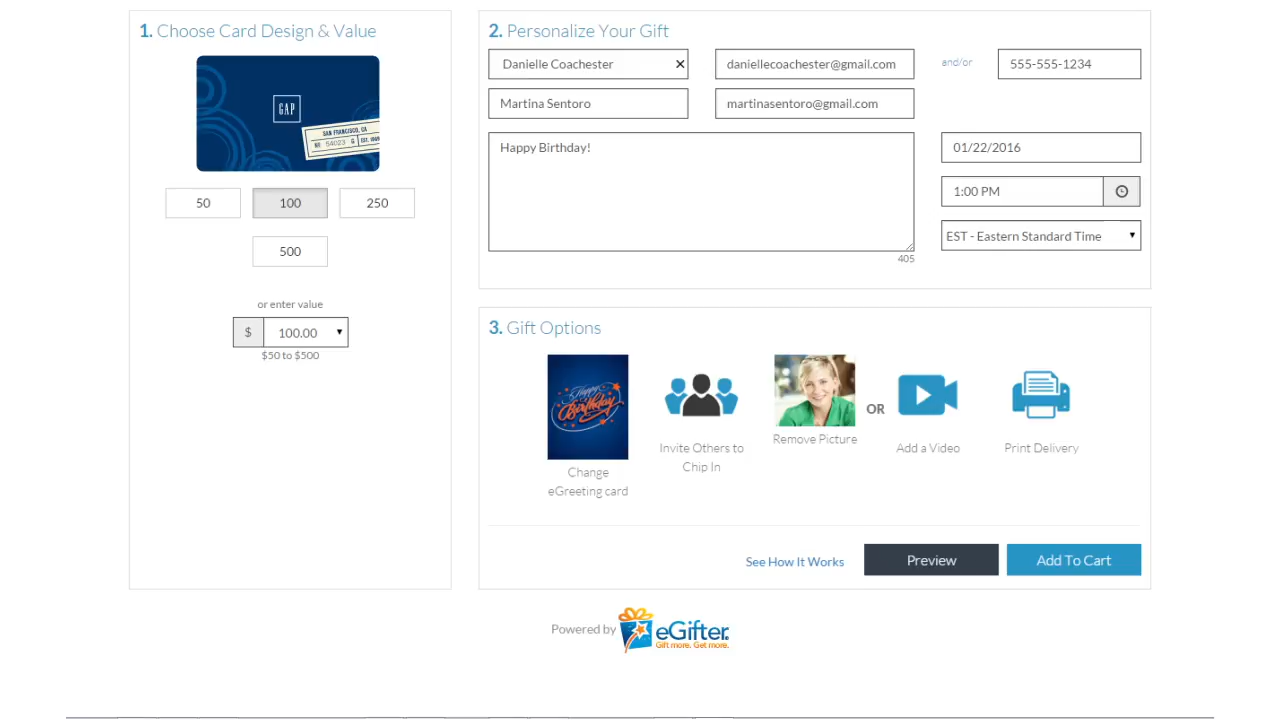 1. Choose Card Design & Value
GAP
SAN FRANCISCO, CA
54023
50
100
250
500
or enter value
$
100.00
$50 to $500
2. Personalize Your Gift
Danielle Coachester
daniellecoachester@gmail.com
and/or
555-555-1234
Martina Sentoro
martinasentoro@gmail.com
Happy Birthday!
405
01/22/2016
1:00 PM
EST - Eastern Standard Time
3. Gift Options
Happy
Birthday
Change
eGreeting card
Invite Others to
Chip In
Remove Picture
OR
Add a Video
Print Delivery
See How It Works
Preview
Add To Cart
Powered by eGifter
Gift more. Get more.